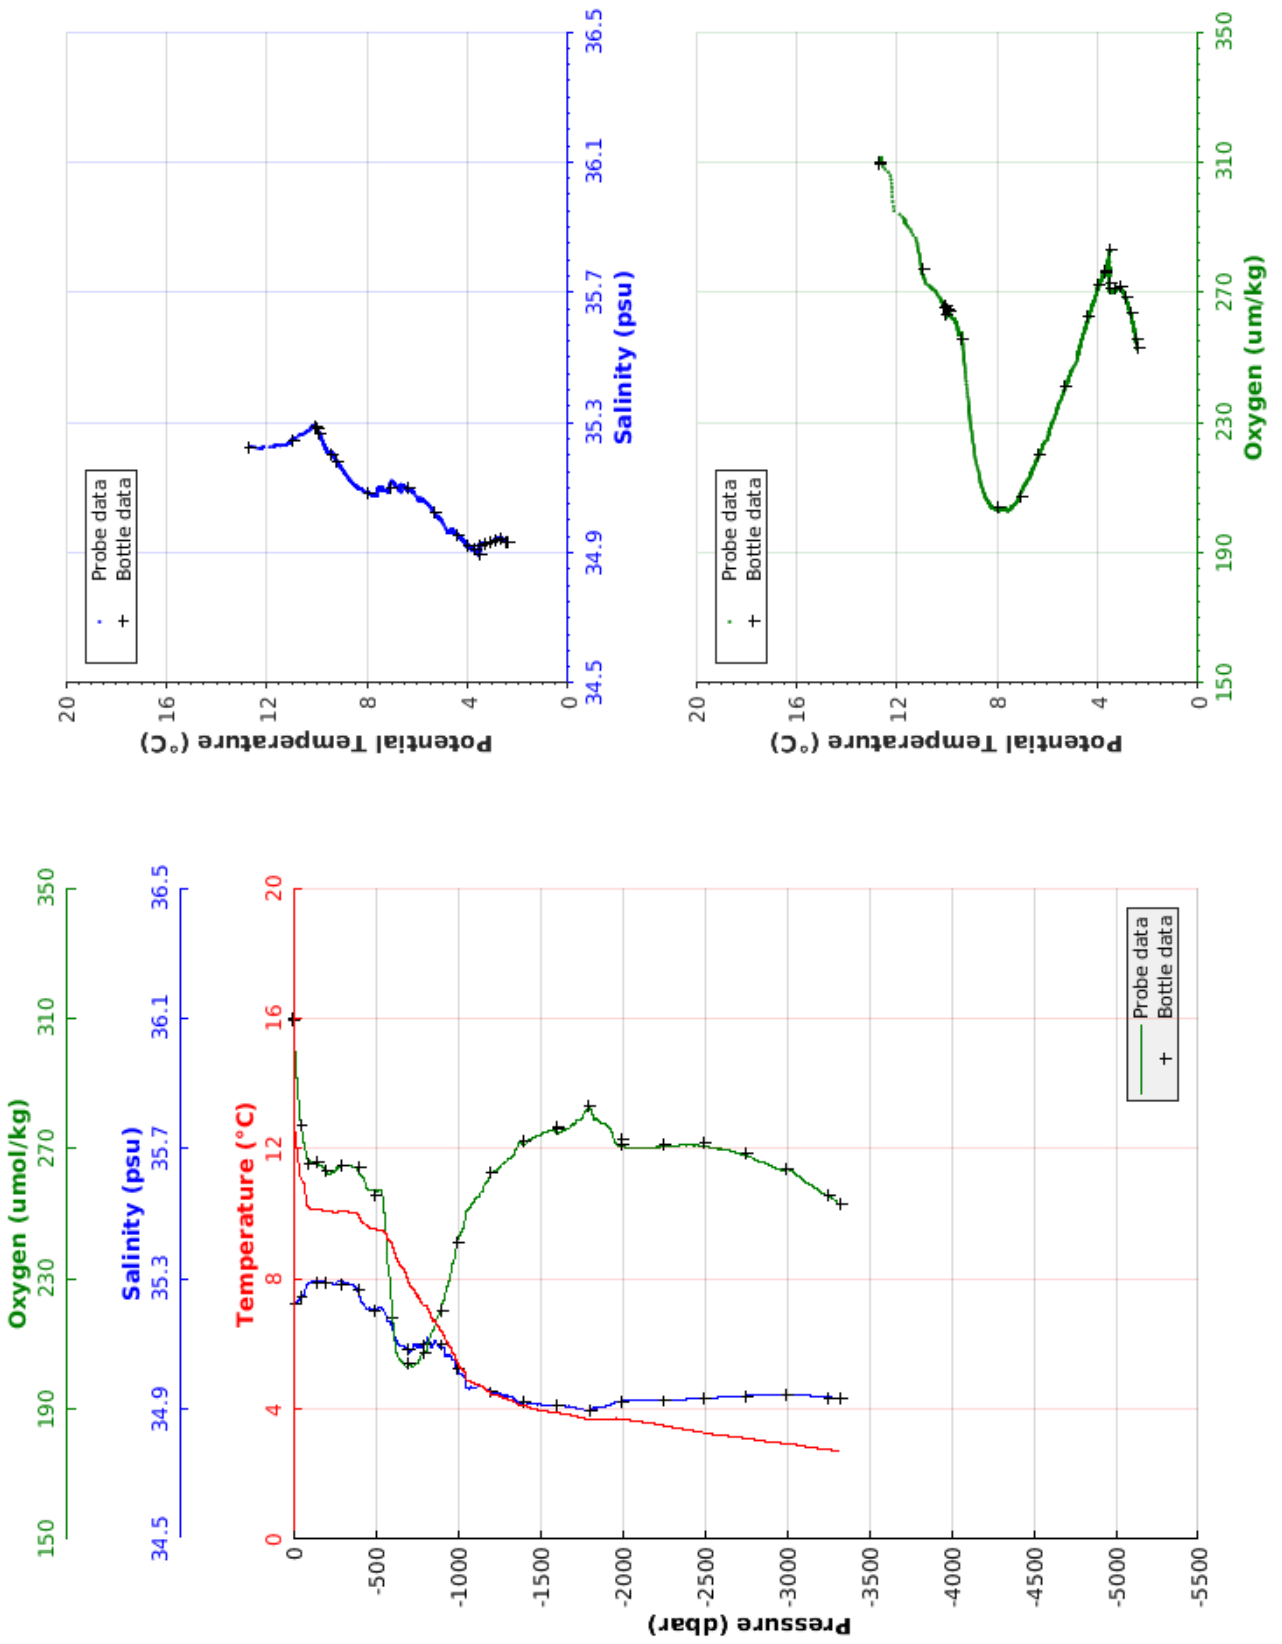 Oxygen (umol/kg)
150 190 230 270 310 350
Salinity (psu)
34.5 34.9 35.3 35.7 36.1 36.5
Temperature (°C)
0 4 8 12 16 20
Pressure (dbar)
0
-500
-1000
-1500
-2000
-2500
-3000
-3500
-4000
-4500
-5000
-5500
Probe data
Bottle data
Potential Temperature (°C)
20
16
12
8
4
0
Probe data
Bottle data
34.5 34.9 35.3 35.7 36.1 36.5
Salinity (psu)
Potential Temperature (°C)
20
16
12
8
4
0
Probe data
Bottle data
150 190 230 270 310 350
Oxygen (um/kg)